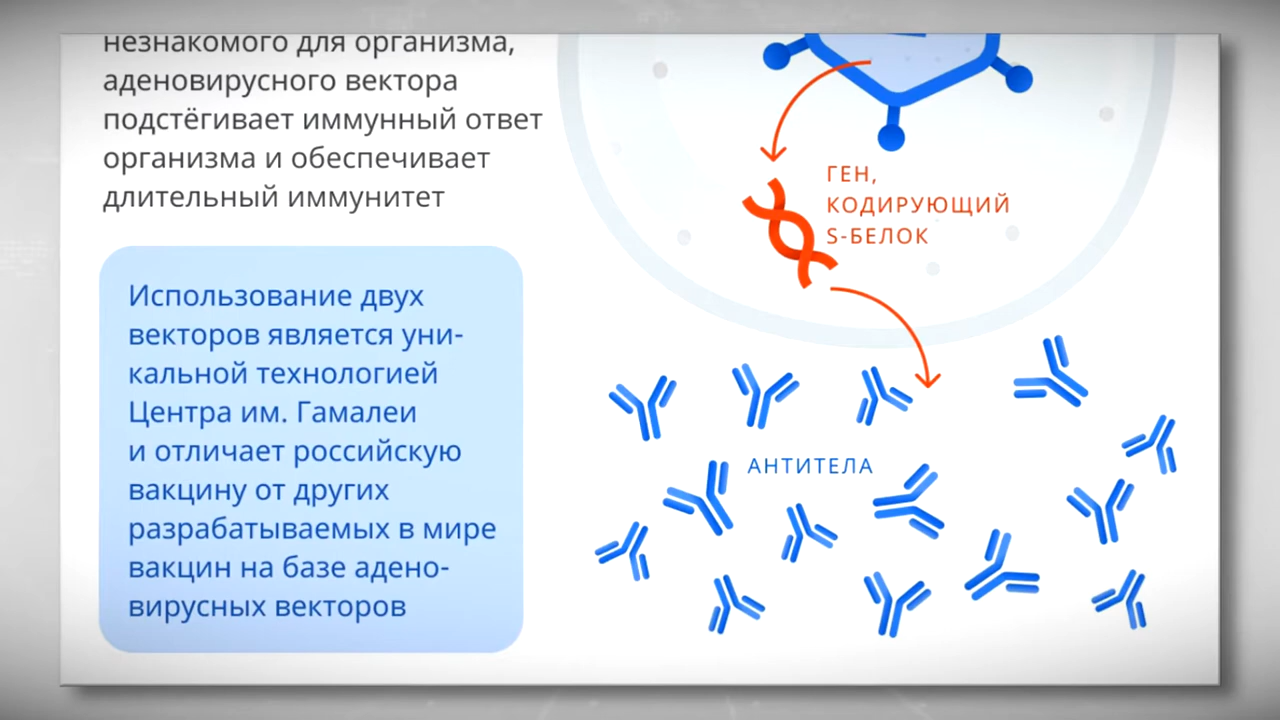 незнакомого для организма,
аденовирусного вектора
подстёгивает иммунный ответ
организма и обеспечивает
длительный иммунитет
Использование двух
векторов является уни-
кальной технологией
Центра им. Гамалеи
и отличает российскую
вакцину от других
разрабатываемых в мире
вакцин на базе адено-
вирусных векторов
ГЕН,
КОДИРУЮЩИЙ
S-БЕЛОК
АНТИТЕЛА